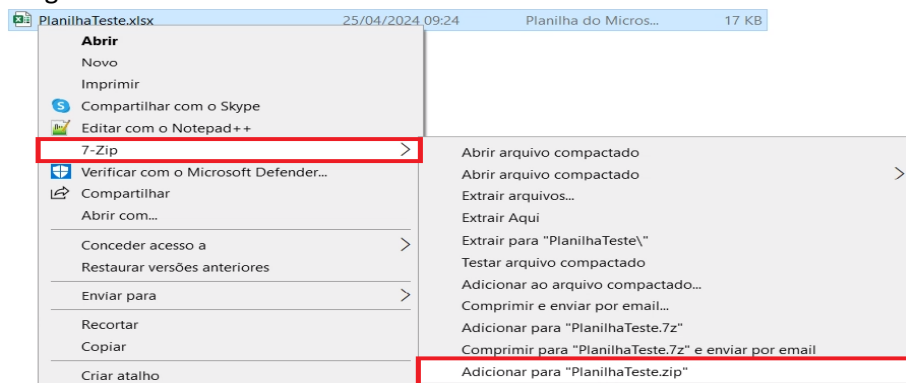 PlanilhaTeste.xlsx 25/04/2024 09:24 Planilha do Micros... 17 KB
Abrir
Novo
Imprimir
Compartilhar com o Skype
Editar com o Notepad++
7-Zip
Verificar com o Microsoft Defender...
Compartilhar
Abrir com...
Conceder acesso a
Restaurar versões anteriores
Enviar para
Recortar
Copiar
Criar atalho
Abrir arquivo compactado
Abrir arquivo compactado
Extrair arquivos...
Extrair Aqui
Extrair para "PlanilhaTeste\"
Testar arquivo compactado
Adicionar ao arquivo compactado...
Comprimir e enviar por email...
Adicionar para "PlanilhaTeste.7z"
Comprimir para "PlanilhaTeste.7z" e enviar por email
Adicionar para "PlanilhaTeste.zip"